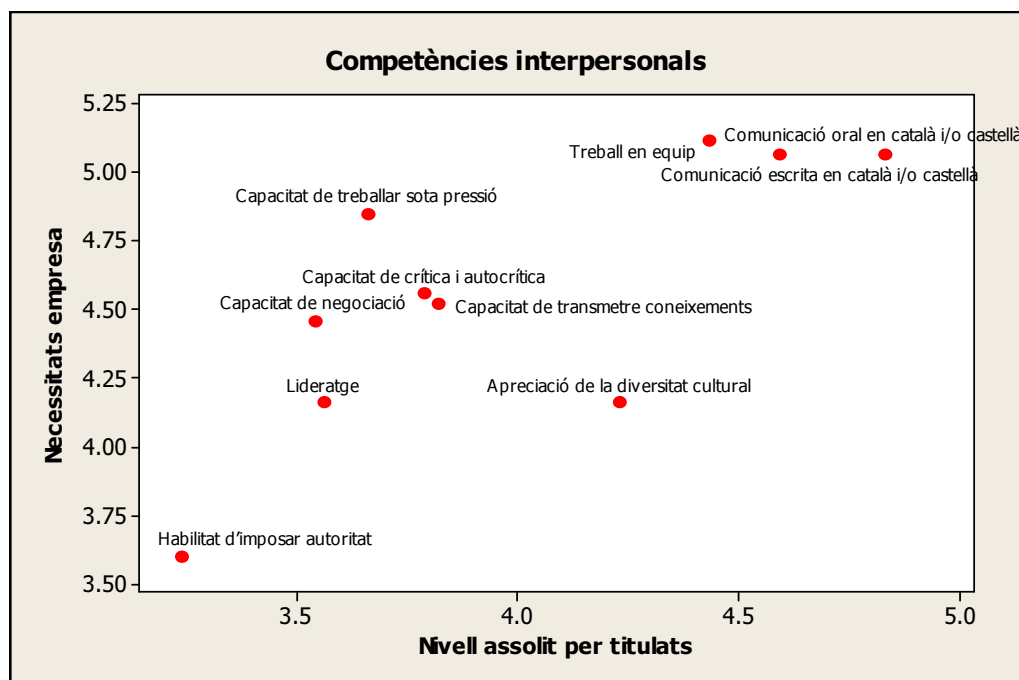 Competències interpersonals
5.25
5.00
4.75
4.50
4.25
4.00
3.75
3.50
Necessitats empresa
Comunicació oral en català i/o castellà
Treball en equip
Comunicació escrita en català i/o castellà
Capacitat de treballar sota pressió
Capacitat de crítica i autocrítica
Capacitat de negociació
Capacitat de transmetre coneixements
Lideratge
Apreciació de la diversitat cultural
Habilitat d'imposar autoritat
3.5
4.0
4.5
5.0
Nivell assolit per titulats